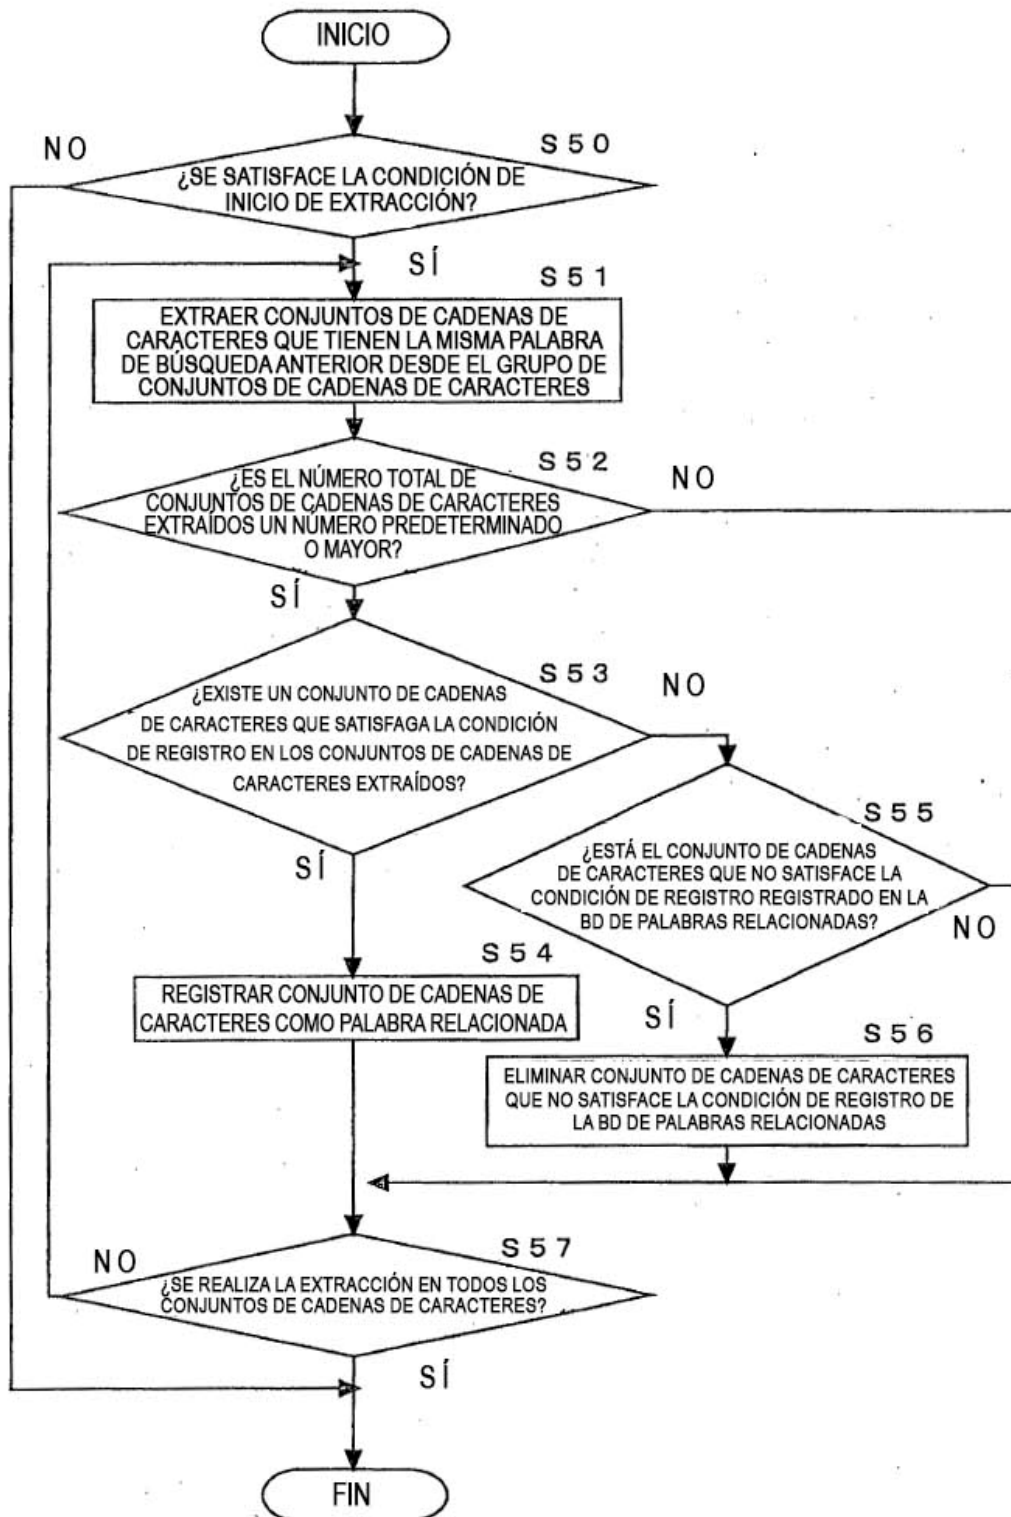 INICIO
NO
S50
¿SE SATISFACE LA CONDICIÓN DE
INICIO DE EXTRACCIÓN?
SÍ
S51
EXTRAER CONJUNTOS DE CADENAS DE
CARACTERES QUE TIENEN LA MISMA PALABRA
DE BÚSQUEDA ANTERIOR DESDE EL GRUPO DE
CONJUNTOS DE CADENAS DE CARACTERES
S52
NO
¿ES EL NÚMERO TOTAL DE
CONJUNTOS DE CADENAS DE CARACTERES
EXTRAÍDOS UN NÚMERO PREDETERMINADO
O MAYOR?
SÍ
S53
NO
¿EXISTE UN CONJUNTO DE CADENAS
DE CARACTERES QUE SATISFAGA LA CONDICIÓN
DE REGISTRO EN LOS CONJUNTOS DE CADENAS DE
CARACTERES EXTRAÍDOS?
SÍ
S55
¿ESTÁ EL CONJUNTO DE CADENAS
DE CARACTERES QUE NO SATISFACE LA
CONDICIÓN DE REGISTRO REGISTRADO EN LA
BD DE PALABRAS RELACIONADAS?
NO
S54
REGISTRAR CONJUNTO DE CADENAS DE
CARACTERES COMO PALABRA RELACIONADA
SÍ
S56
ELIMINAR CONJUNTO DE CADENAS DE CARACTERES
QUE NO SATISFACE LA CONDICIÓN DE REGISTRO DE
LA BD DE PALABRAS RELACIONADAS
NO
S57
¿SE REALIZA LA EXTRACCIÓN EN TODOS LOS
CONJUNTOS DE CADENAS DE CARACTERES?
SÍ
FIN